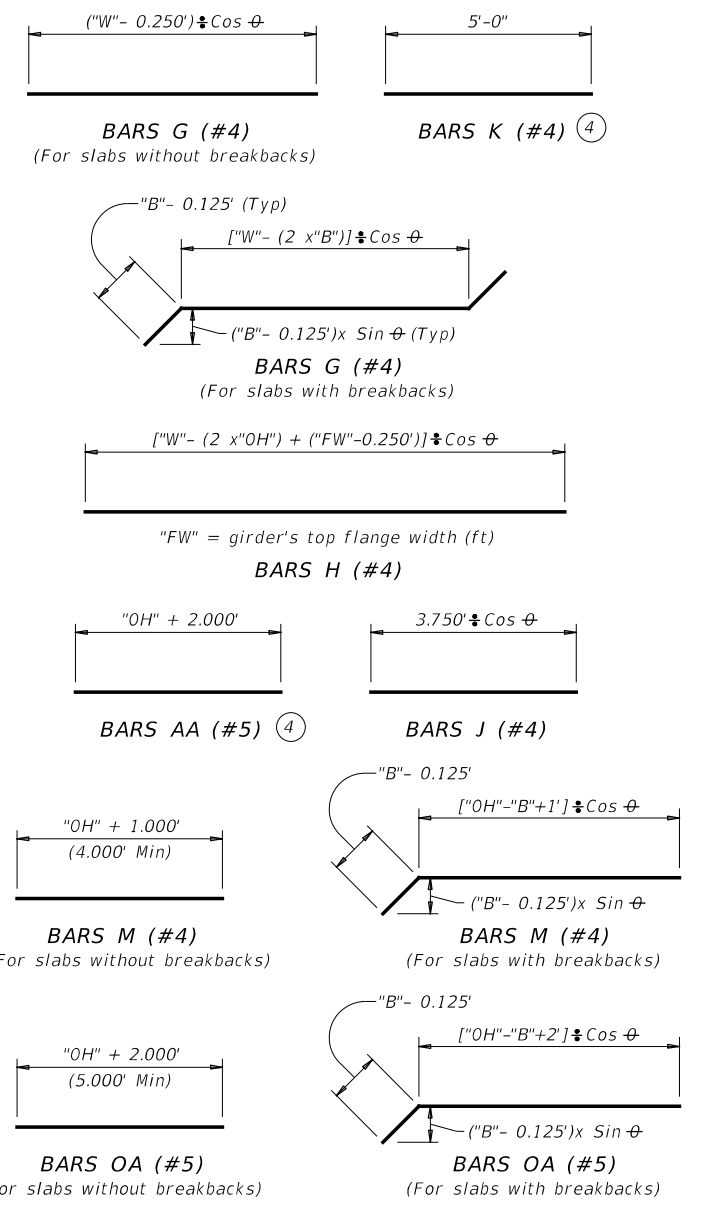 ("W"– 0.250')÷Cos θ
5'-0"
BARS G (#4)
(For slabs without breakbacks)
BARS K (#4) 4
"B"– 0.125' (Typ)
["W"– (2 x"B")]÷Cos θ
("B"– 0.125')x Sin θ (Typ)
BARS G (#4)
(For slabs with breakbacks)
["W"– (2 x"OH") + ("FW"–0.250')]÷Cos θ
"FW" = girder's top flange width (ft)
BARS H (#4)
"OH" + 2.000'
3.750'÷Cos θ
BARS AA (#5) 4
BARS J (#4)
"B"– 0.125'
["OH"–"B"+1']÷Cos θ
"OH" + 1.000'
(4.000' Min)
("B"– 0.125')x Sin θ
BARS M (#4)
For slabs without breakbacks)
BARS M (#4)
(For slabs with breakbacks)
"B"– 0.125'
["OH"–"B"+2']÷Cos θ
"OH" + 2.000'
(5.000' Min)
("B"– 0.125')x Sin θ
BARS OA (#5)
or slabs without breakbacks)
BARS OA (#5)
(For slabs with breakbacks)